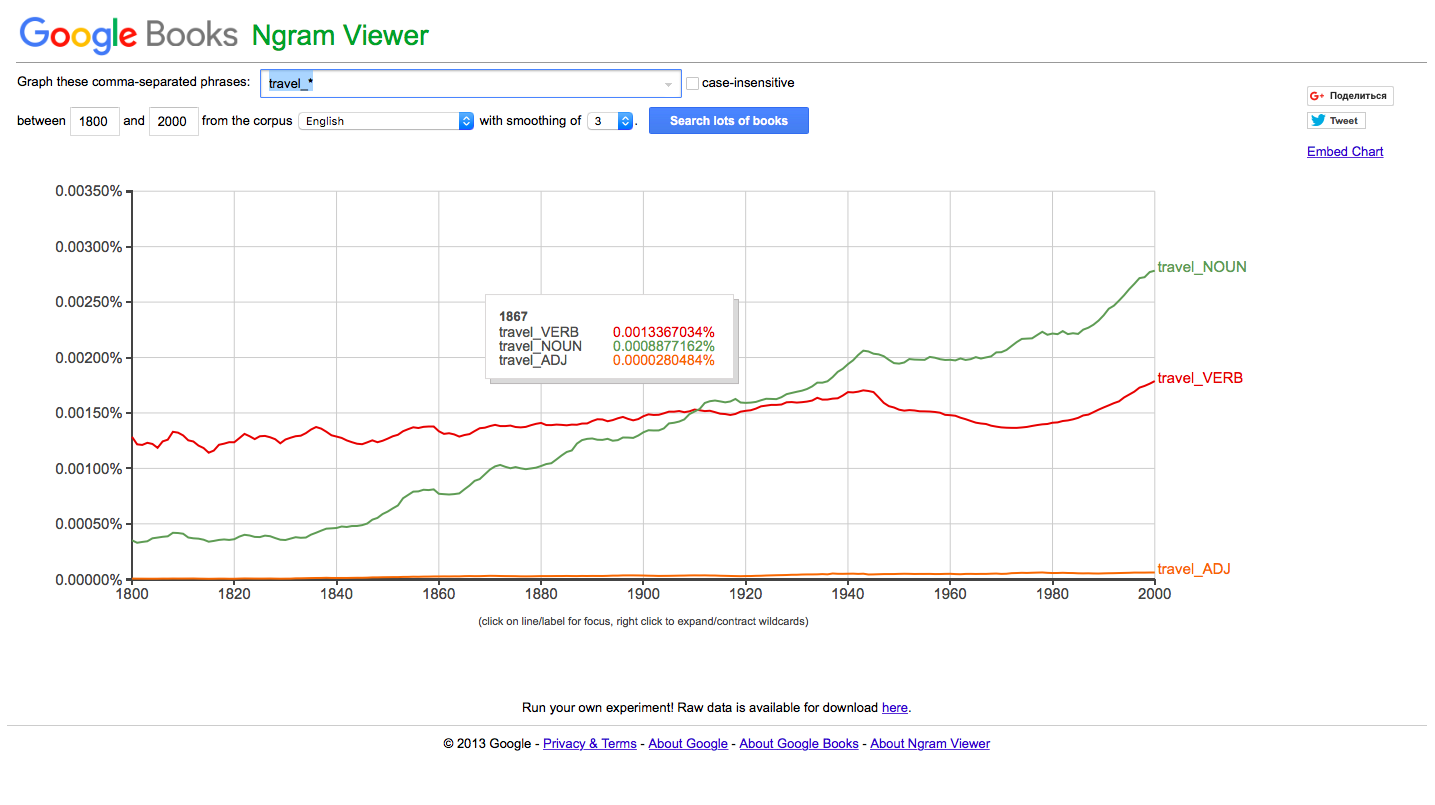 Google Books Ngram Viewer
Graph these comma-separated phrases: travel_* case-insensitive
between 1800 and 2000 from the corpus English with smoothing of 3 . Search lots of books
G+ Поделиться
Tweet
Embed Chart
0.00350%
0.00300%
0.00250%
0.00200%
0.00150%
0.00100%
0.00050%
0.00000%
travel_NOUN
travel_VERB
travel_ADJ
1867
travel_VERB 0.0013367034%
travel_NOUN 0.0008877162%
travel_ADJ 0.0000280484%
1800 1820 1840 1860 1880 1900 1920 1940 1960 1980 2000
(click on line/label for focus, right click to expand/contract wildcards)
Run your own experiment! Raw data is available for download here.
© 2013 Google - Privacy & Terms - About Google - About Google Books - About Ngram Viewer